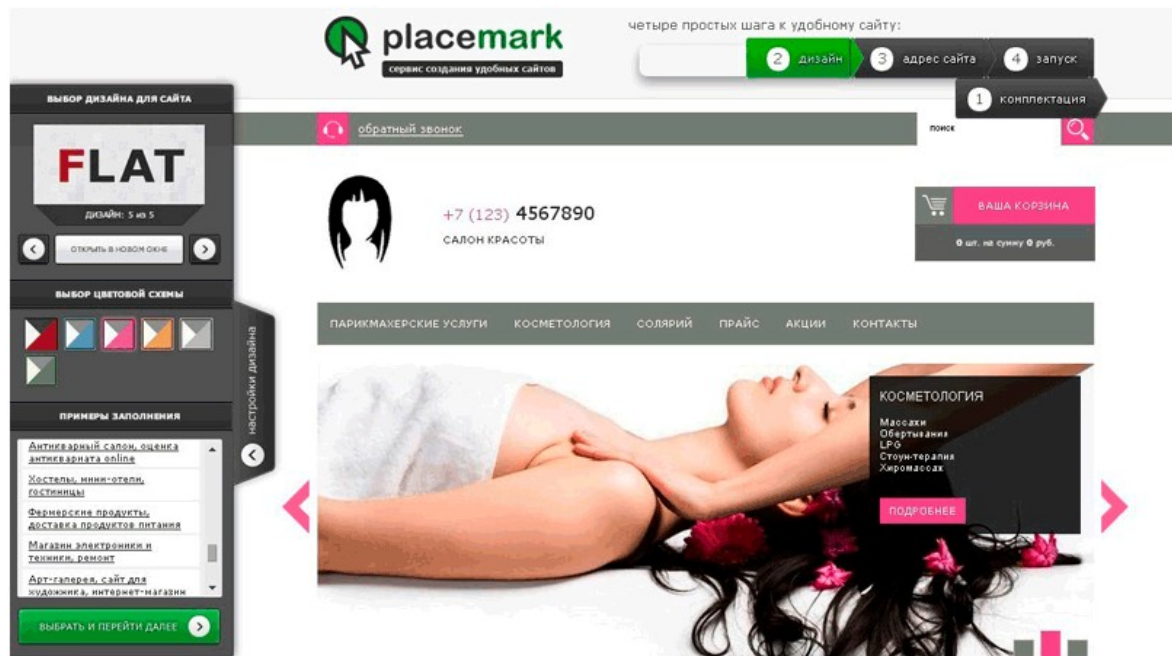 placemark
сервис создания удобных сайтов
четыре простых шага к удобному сайту:
2 дизайн
3 адрес сайта
4 запуск
1 комплектация
ВЫБОР ДИЗАЙНА ДЛЯ САЙТА
FLAT
ДИЗАЙН: 5 из 5
ОТКРЫТЬ В НОВОМ ОКНЕ
ВЫБОР ЦВЕТОВОЙ СХЕМЫ
настройки дизайна
ПРИМЕРЫ ЗАПОЛНЕНИЯ
Антикварный салон, оценка
антиквариата online
Хостелы, мини-отели,
гостиницы
Фермерские продукты,
доставка продуктов питания
Магазин электроники и
техники, ремонт
Арт-галерея, сайт для
художника, интернет-магазин
ВЫБРАТЬ И ПЕРЕЙТИ ДАЛЕЕ
обратный звонок
поиск
+7 (123) 4567890
САЛОН КРАСОТЫ
ВАША КОРЗИНА
0 шт. на сумму 0 руб.
ПАРИКМАХЕРСКИЕ УСЛУГИ КОСМЕТОЛОГИЯ СОЛЯРИЙ ПРАЙС АКЦИИ КОНТАКТЫ
КОСМЕТОЛОГИЯ
Массажи
Обертывания
LPG
Стоун-терапия
Хиромассаж
ПОДРОБНЕЕ